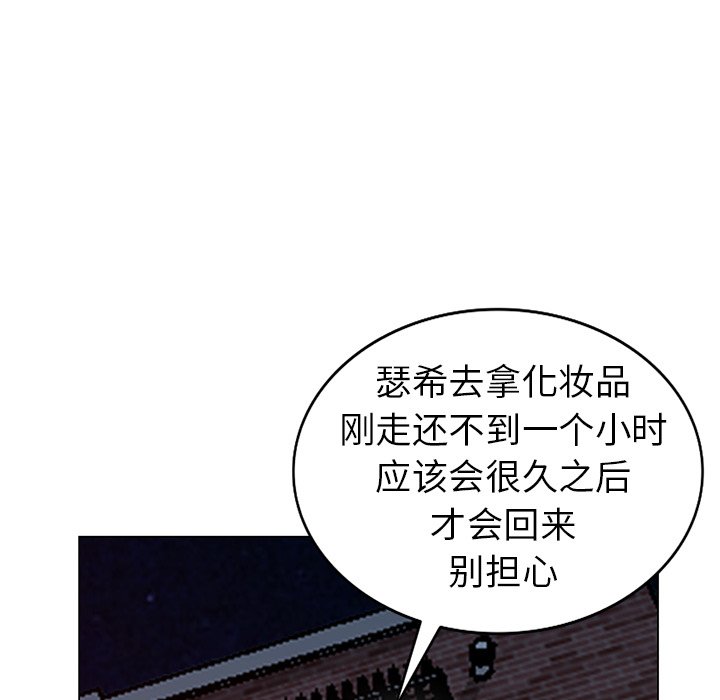 瑟希去拿化妆品
刚走还不到一个小时
应该会很久之后
才会回来
别担心